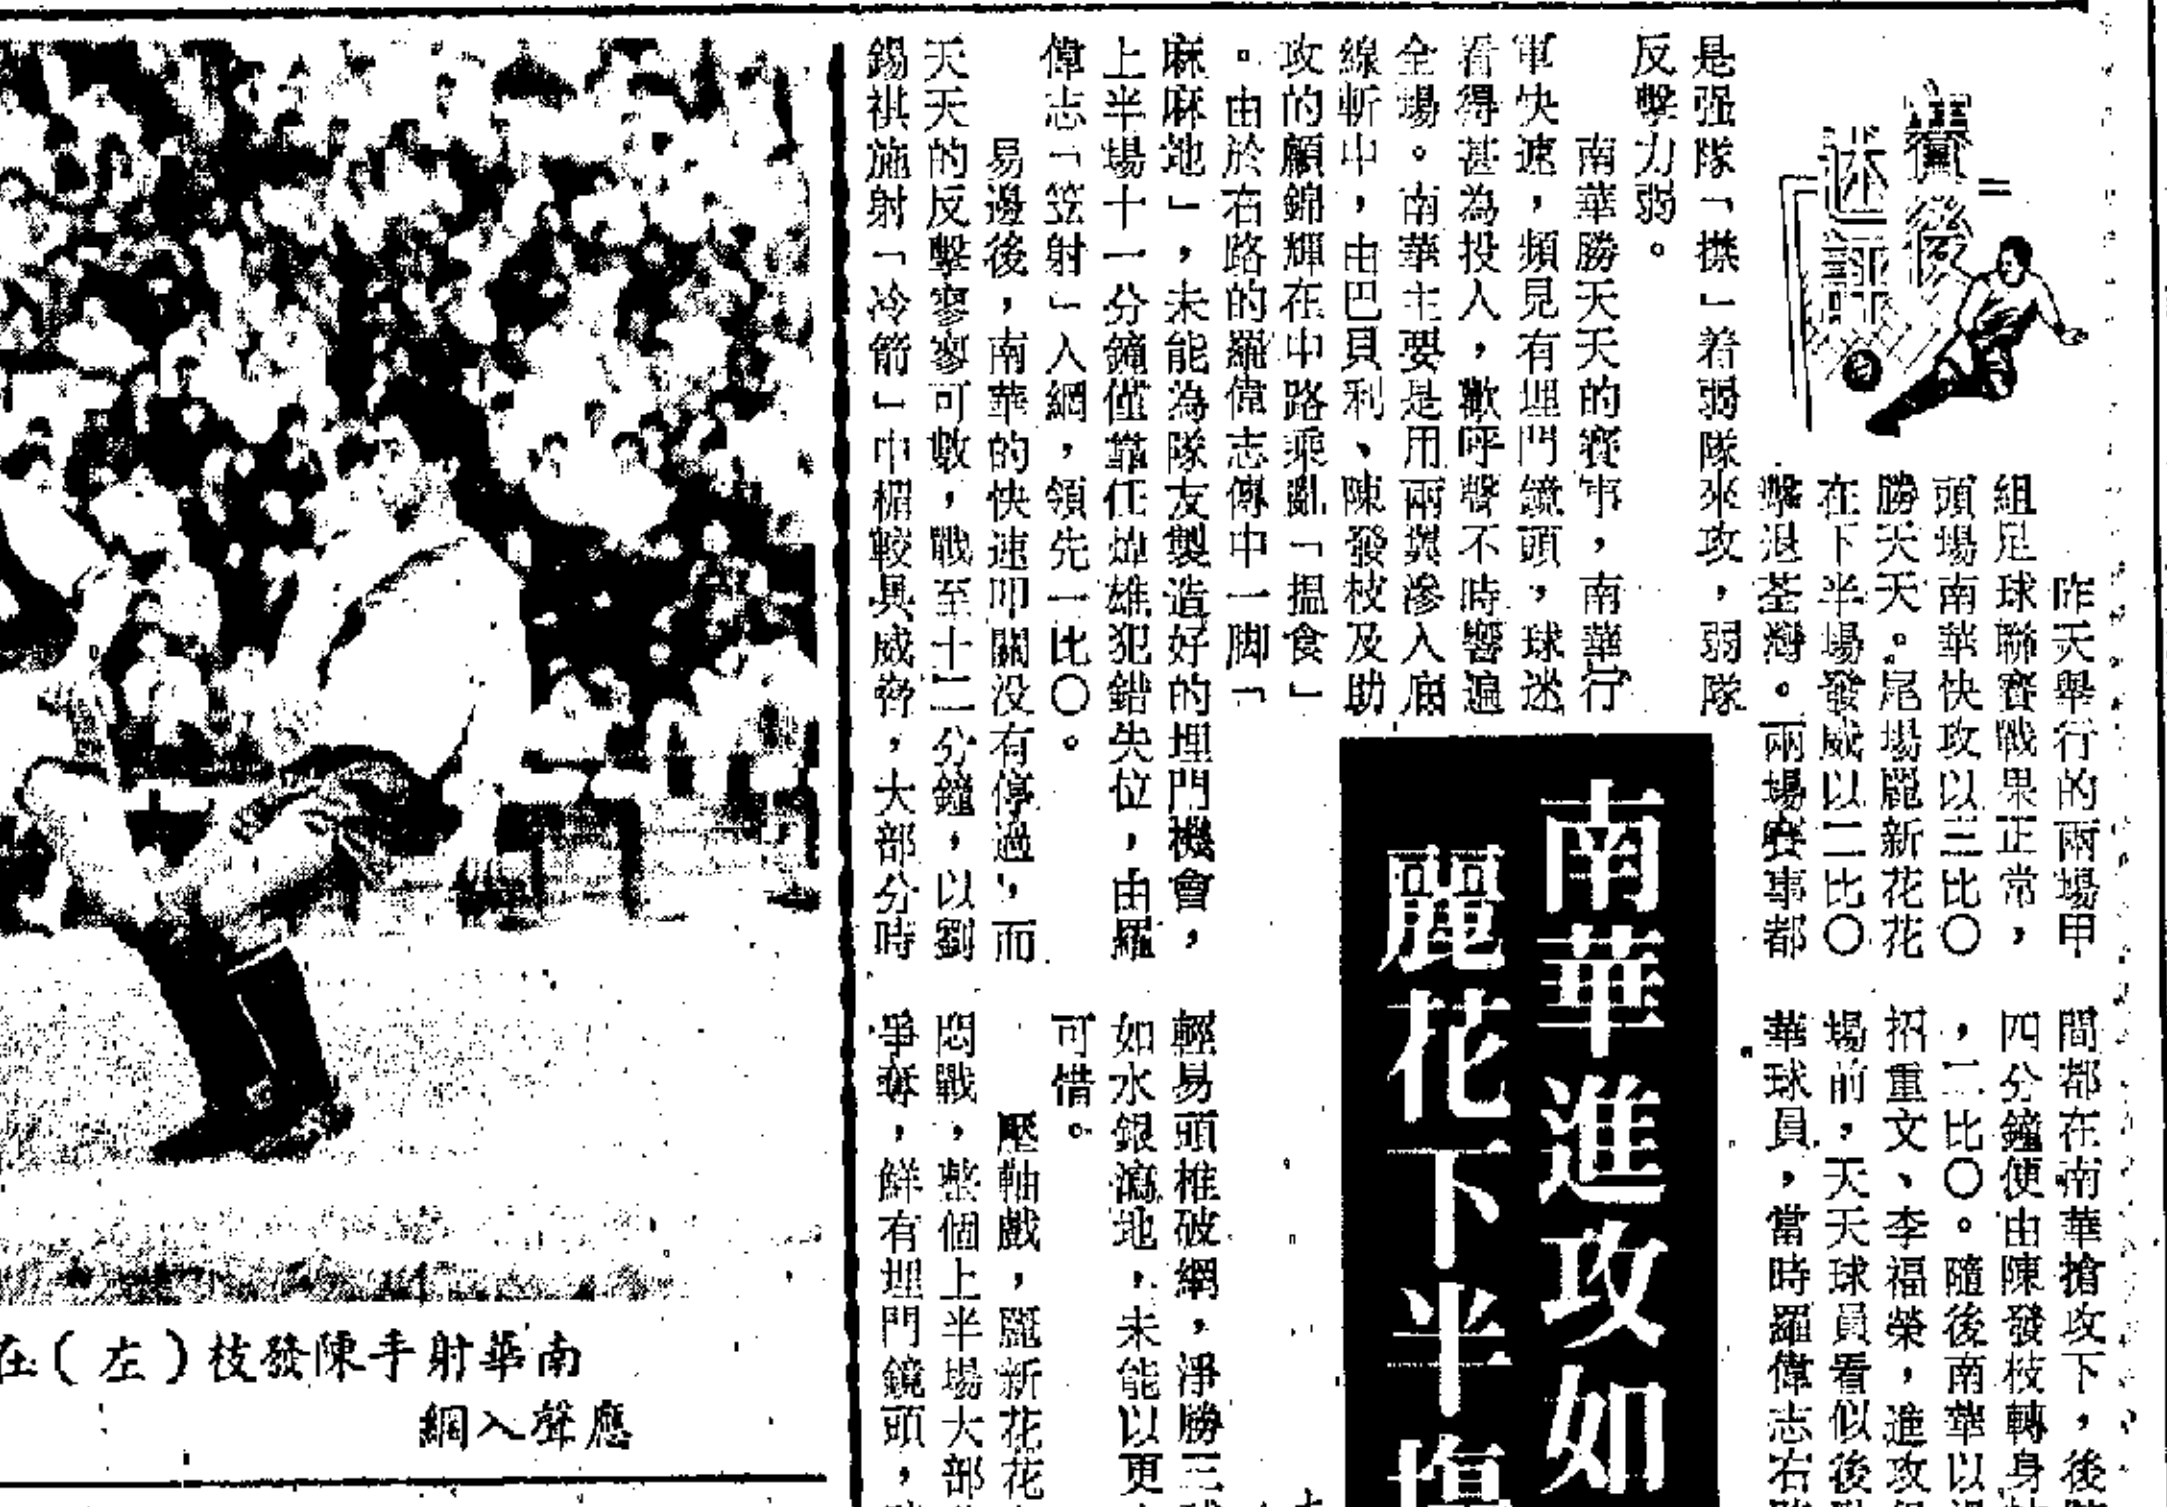 賽後
述評
昨天舉行的兩場甲
組足球聯賽戰果正常，
頭場南華快攻以三比〇
勝天天。尾場麗新花花
在下半場發威以二比〇
擊退荃灣。兩場賽事都
是强隊「㩒」着弱隊來攻，弱隊
反擊力弱。
南華勝天天的賽事，南華行
軍快速，頻見有埋門鏡頭，球迷
看得甚為投入，歡呼聲不時響遍
全場。南華主要是用兩翼滲入底
線斬中，由巴貝利、陳發枝及助
攻的顧錦輝在中路乘亂「搵食」
。由於右路的羅偉志傳中一脚「
麻麻地」，未能為隊友製造好的埋門機會，
上半場十一分鐘僅靠任焯雄犯錯失位，由羅
偉志「笠射」入網，領先一比〇。
易邊後，南華的快速叩關没有停過，而
天天的反擊寥寥可數，戰至十二分鐘，以劉
錫祺施射「冷箭」中楣較具威脅，大部分時
間都在南華搶攻下，後
四分鐘便由陳發枝轉身
，二比〇。隨後南華以
招重文、李福榮，進攻
場前，天天球員看似後
華球員，當時羅偉志右
南華進攻如
麗花下半場
輕易頭槌破網，淨勝三
如水銀瀉地，未能以更
可惜。
壓軸戲，麗新花花
悶戰，整個上半場大部
爭奪，鮮有埋門鏡頭，
南華射手陳發枝（左）在
應聲入網